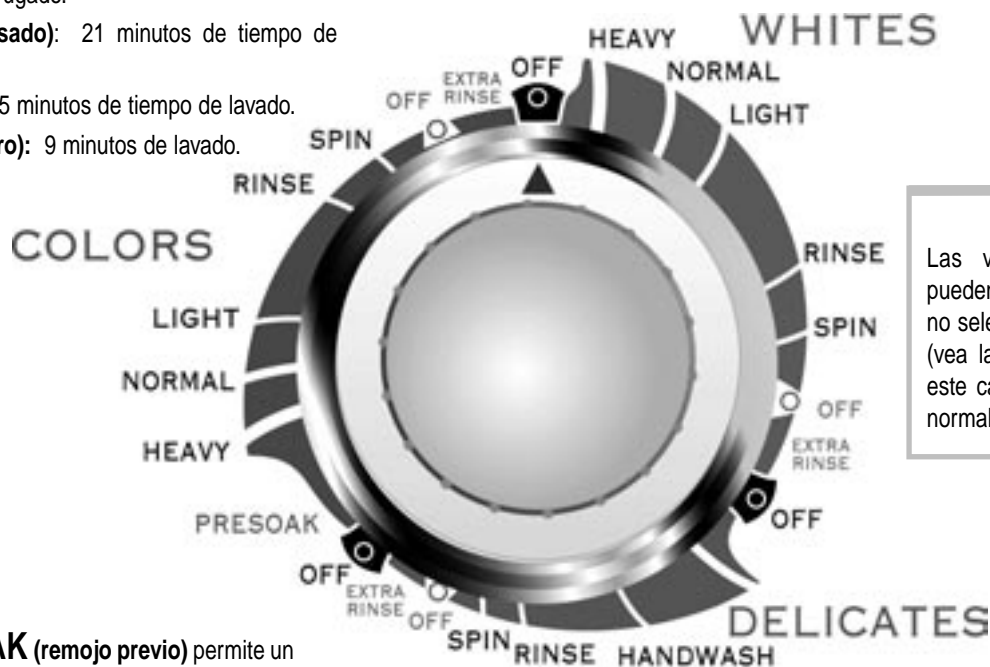 sado): 21 minutos de tiempo de
5 minutos de tiempo de lavado.
ro): 9 minutos de lavado.
WHITES
HEAVY
NORMAL
LIGHT
RINSE
SPIN
OFF
EXTRA
RINSE
OFF
DELICATES
HANDWASH
RINSE
SPIN
OFF
EXTRA
RINSE
OFF
COLORS
PRESOAK
HEAVY
NORMAL
LIGHT
RINSE
SPIN
OFF
EXTRA
RINSE
OFF
Las v
pueden
no sele
(vea la
este ca
normal
AK (remojo previo) permite un